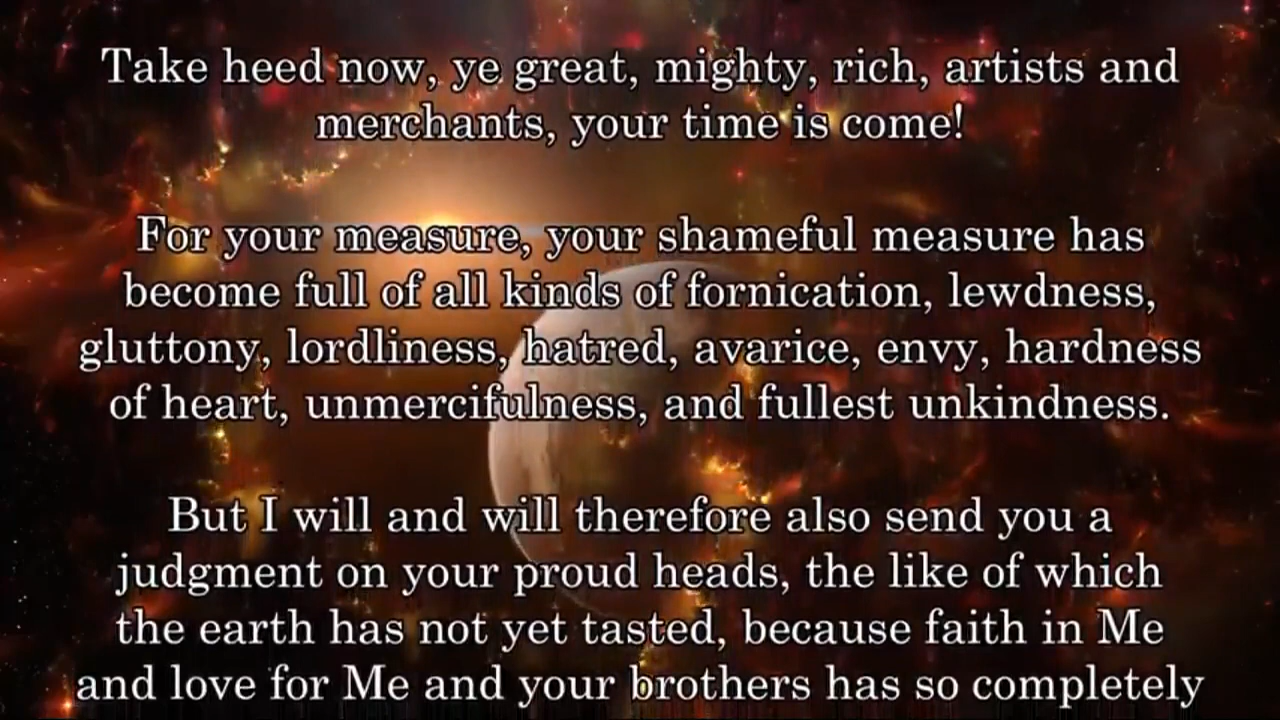 Take heed now, ye great, mighty, rich, artists and
merchants, your time is come!
For your measure, your shameful measure has
become full of all kinds of fornication, lewdness,
gluttony, lordliness, hatred, avarice, envy, hardness
of heart, unmercifulness, and fullest unkindness.
But I will and will therefore also send you a
judgment on your proud heads, the like of which
the earth has not yet tasted, because faith in Me
and love for Me and your brothers has so completely